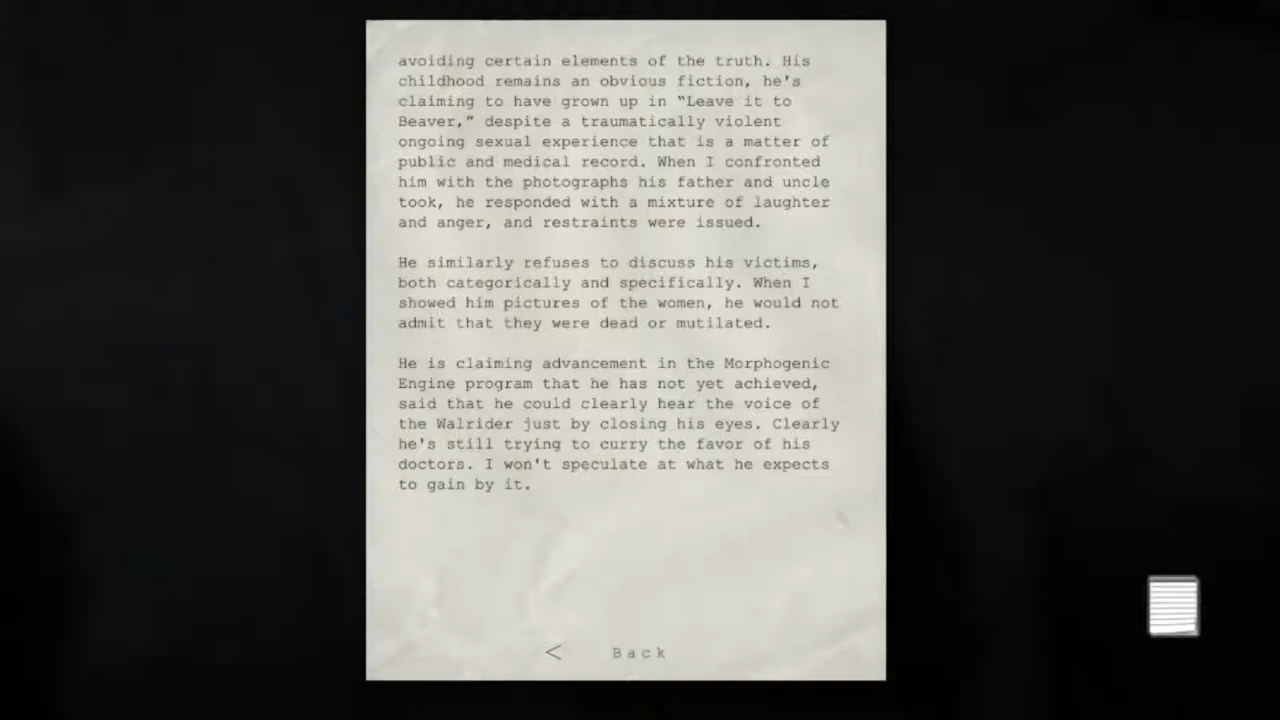 avoiding certain elements of the truth. His
childhood remains an obvious fiction, he's
claiming to have grown up in “Leave it to
Beaver,” despite a traumatically violent
ongoing sexual experience that is a matter of
public and medical record. When I confronted
him with the photographs his father and uncle
took, he responded with a mixture of laughter
and anger, and restraints were issued.
He similarly refuses to discuss his victims,
both categorically and specifically. When I
showed him pictures of the women, he would not
admit that they were dead or mutilated.
He is claiming advancement in the Morphogenic
Engine program that he has not yet achieved,
said that he could clearly hear the voice of
the Walrider just by closing his eyes. Clearly
he's still trying to curry the favor of his
doctors. I won't speculate at what he expects
to gain by it.
< Back